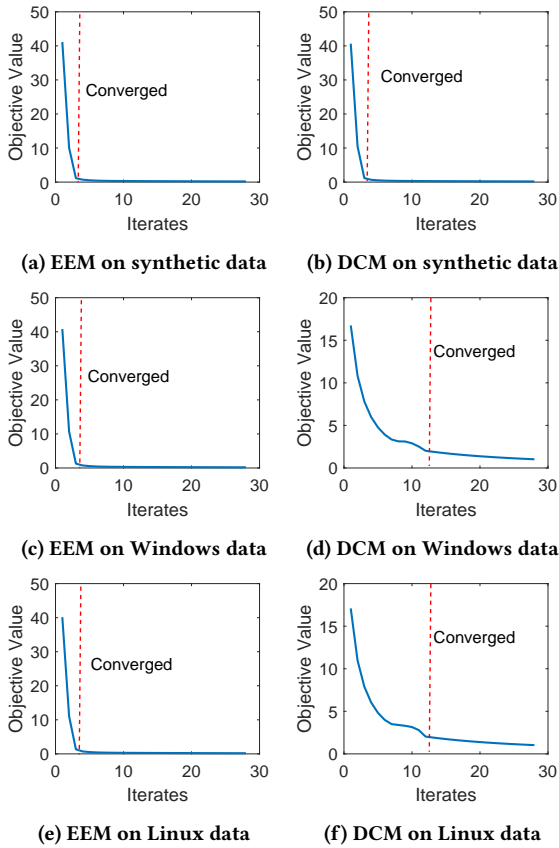 50
40
30
20
10
0
0 10 20 30
Objective Value
Converged
Iterates
(a) EEM on synthetic data
50
40
30
20
10
0
0 10 20 30
Objective Value
Converged
Iterates
(b) DCM on synthetic data
50
40
30
20
10
0
0 10 20 30
Objective Value
Converged
Iterates
(c) EEM on Windows data
20
15
10
5
0
0 10 20 30
Objective Value
Converged
Iterates
(d) DCM on Windows data
50
40
30
20
10
0
0 10 20 30
Objective Value
Converged
Iterates
(e) EEM on Linux data
20
15
10
5
0
0 10 20 30
Objective Value
Converged
Iterates
(f) DCM on Linux data